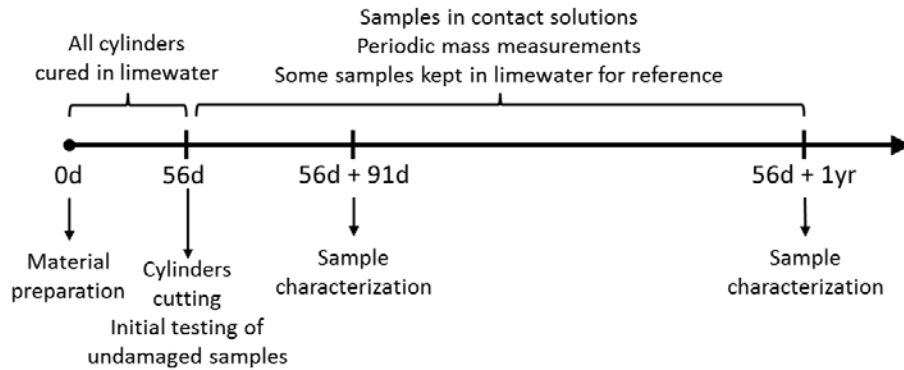 Samples in contact solutions
Periodic mass measurements
Some samples kept in limewater for reference
All cylinders
cured in limewater
0d
56d
56d + 91d
56d + 1yr
Material
preparation
Cylinders
cutting
Initial testing of
undamaged samples
Sample
characterization
Sample
characterization